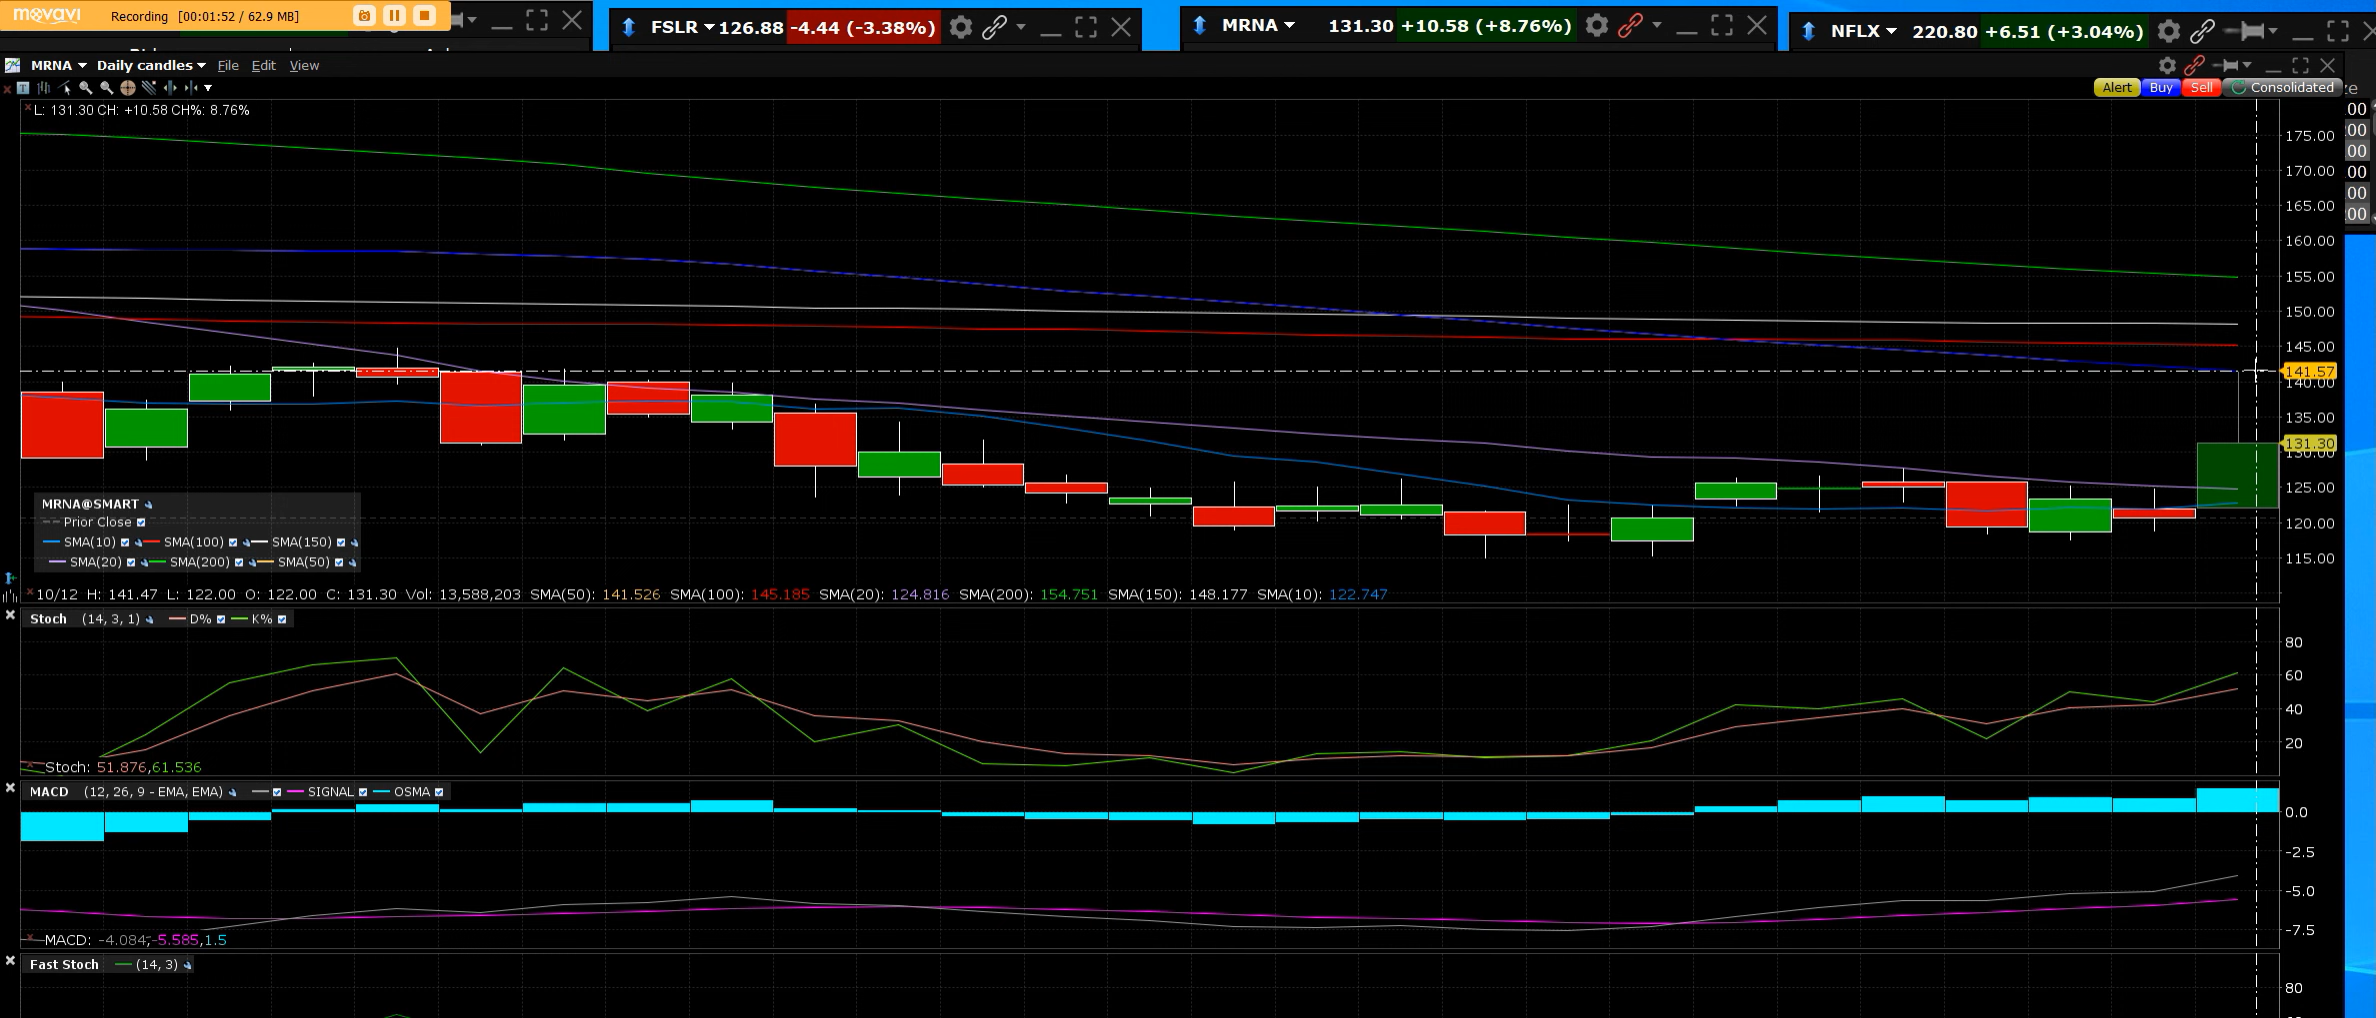 movavi Recording [00:01:52 / 62.9 MB]
FSLR 126.88 -4.44 (-3.38%)
MRNA 131.30 +10.58 (+8.76%)
NFLX 220.80 +6.51 (+3.04%)
MRNA Daily candles File Edit View
Alert Buy Sell Consolidated
L: 131.30 CH: +10.58 CH%: 8.76%
175.00
170.00
165.00
160.00
155.00
150.00
145.00
141.57
140.00
135.00
131.30
130.00
125.00
120.00
115.00
MRNA@SMART
Prior Close
SMA(10) SMA(100) SMA(150)
SMA(20) SMA(200) SMA(50)
10/12 H: 141.47 L: 122.00 O: 122.00 C: 131.30 Vol: 13,588,203 SMA(50): 141.526 SMA(100): 145.185 SMA(20): 124.816 SMA(200): 154.751 SMA(150): 148.177 SMA(10): 122.747
Stoch (14, 3, 1) D% K%
80
60
40
20
Stoch: 51.876,61.536
MACD (12, 26, 9 - EMA, EMA) SIGNAL OSMA
0.0
-2.5
-5.0
-7.5
MACD: -4.084,-5.585,1.5
Fast Stoch (14, 3)
80